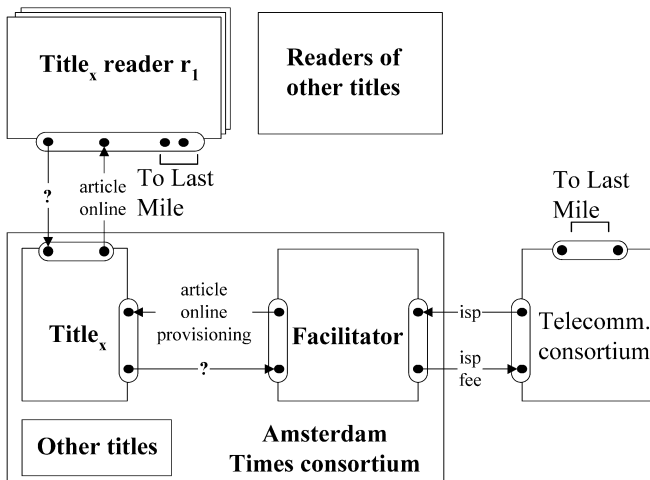 Titleₓ reader r₁
Readers of
other titles
?
article
online
To Last
Mile
To Last
Mile
Titleₓ
article
online
provisioning
?
Facilitator
isp
isp
fee
Telecomm.
consortium
Other titles
Amsterdam
Times consortium